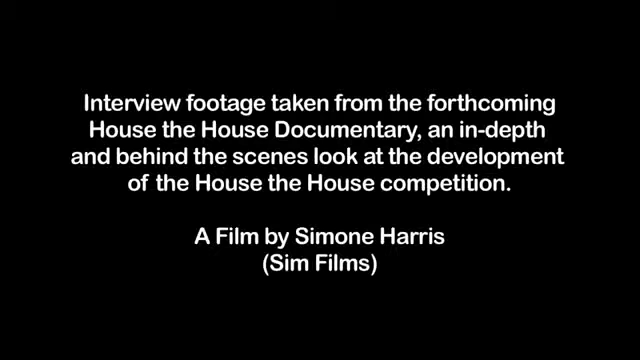 Interview footage taken from the forthcoming
House the House Documentary, an in-depth
and behind the scenes look at the development
of the House the House competition.
A Film by Simone Harris
(Sim Films)